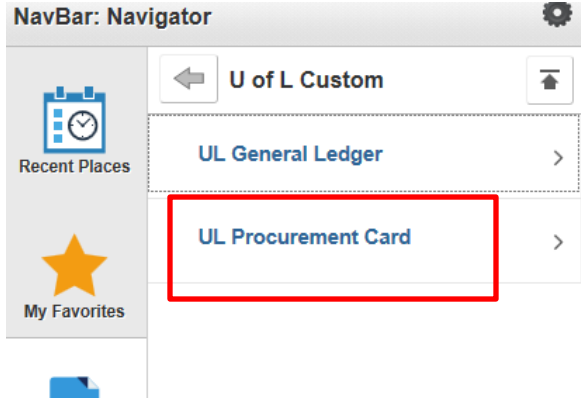 NavBar: Navigator
U of L Custom
Recent Places
UL General Ledger
UL Procurement Card
My Favorites